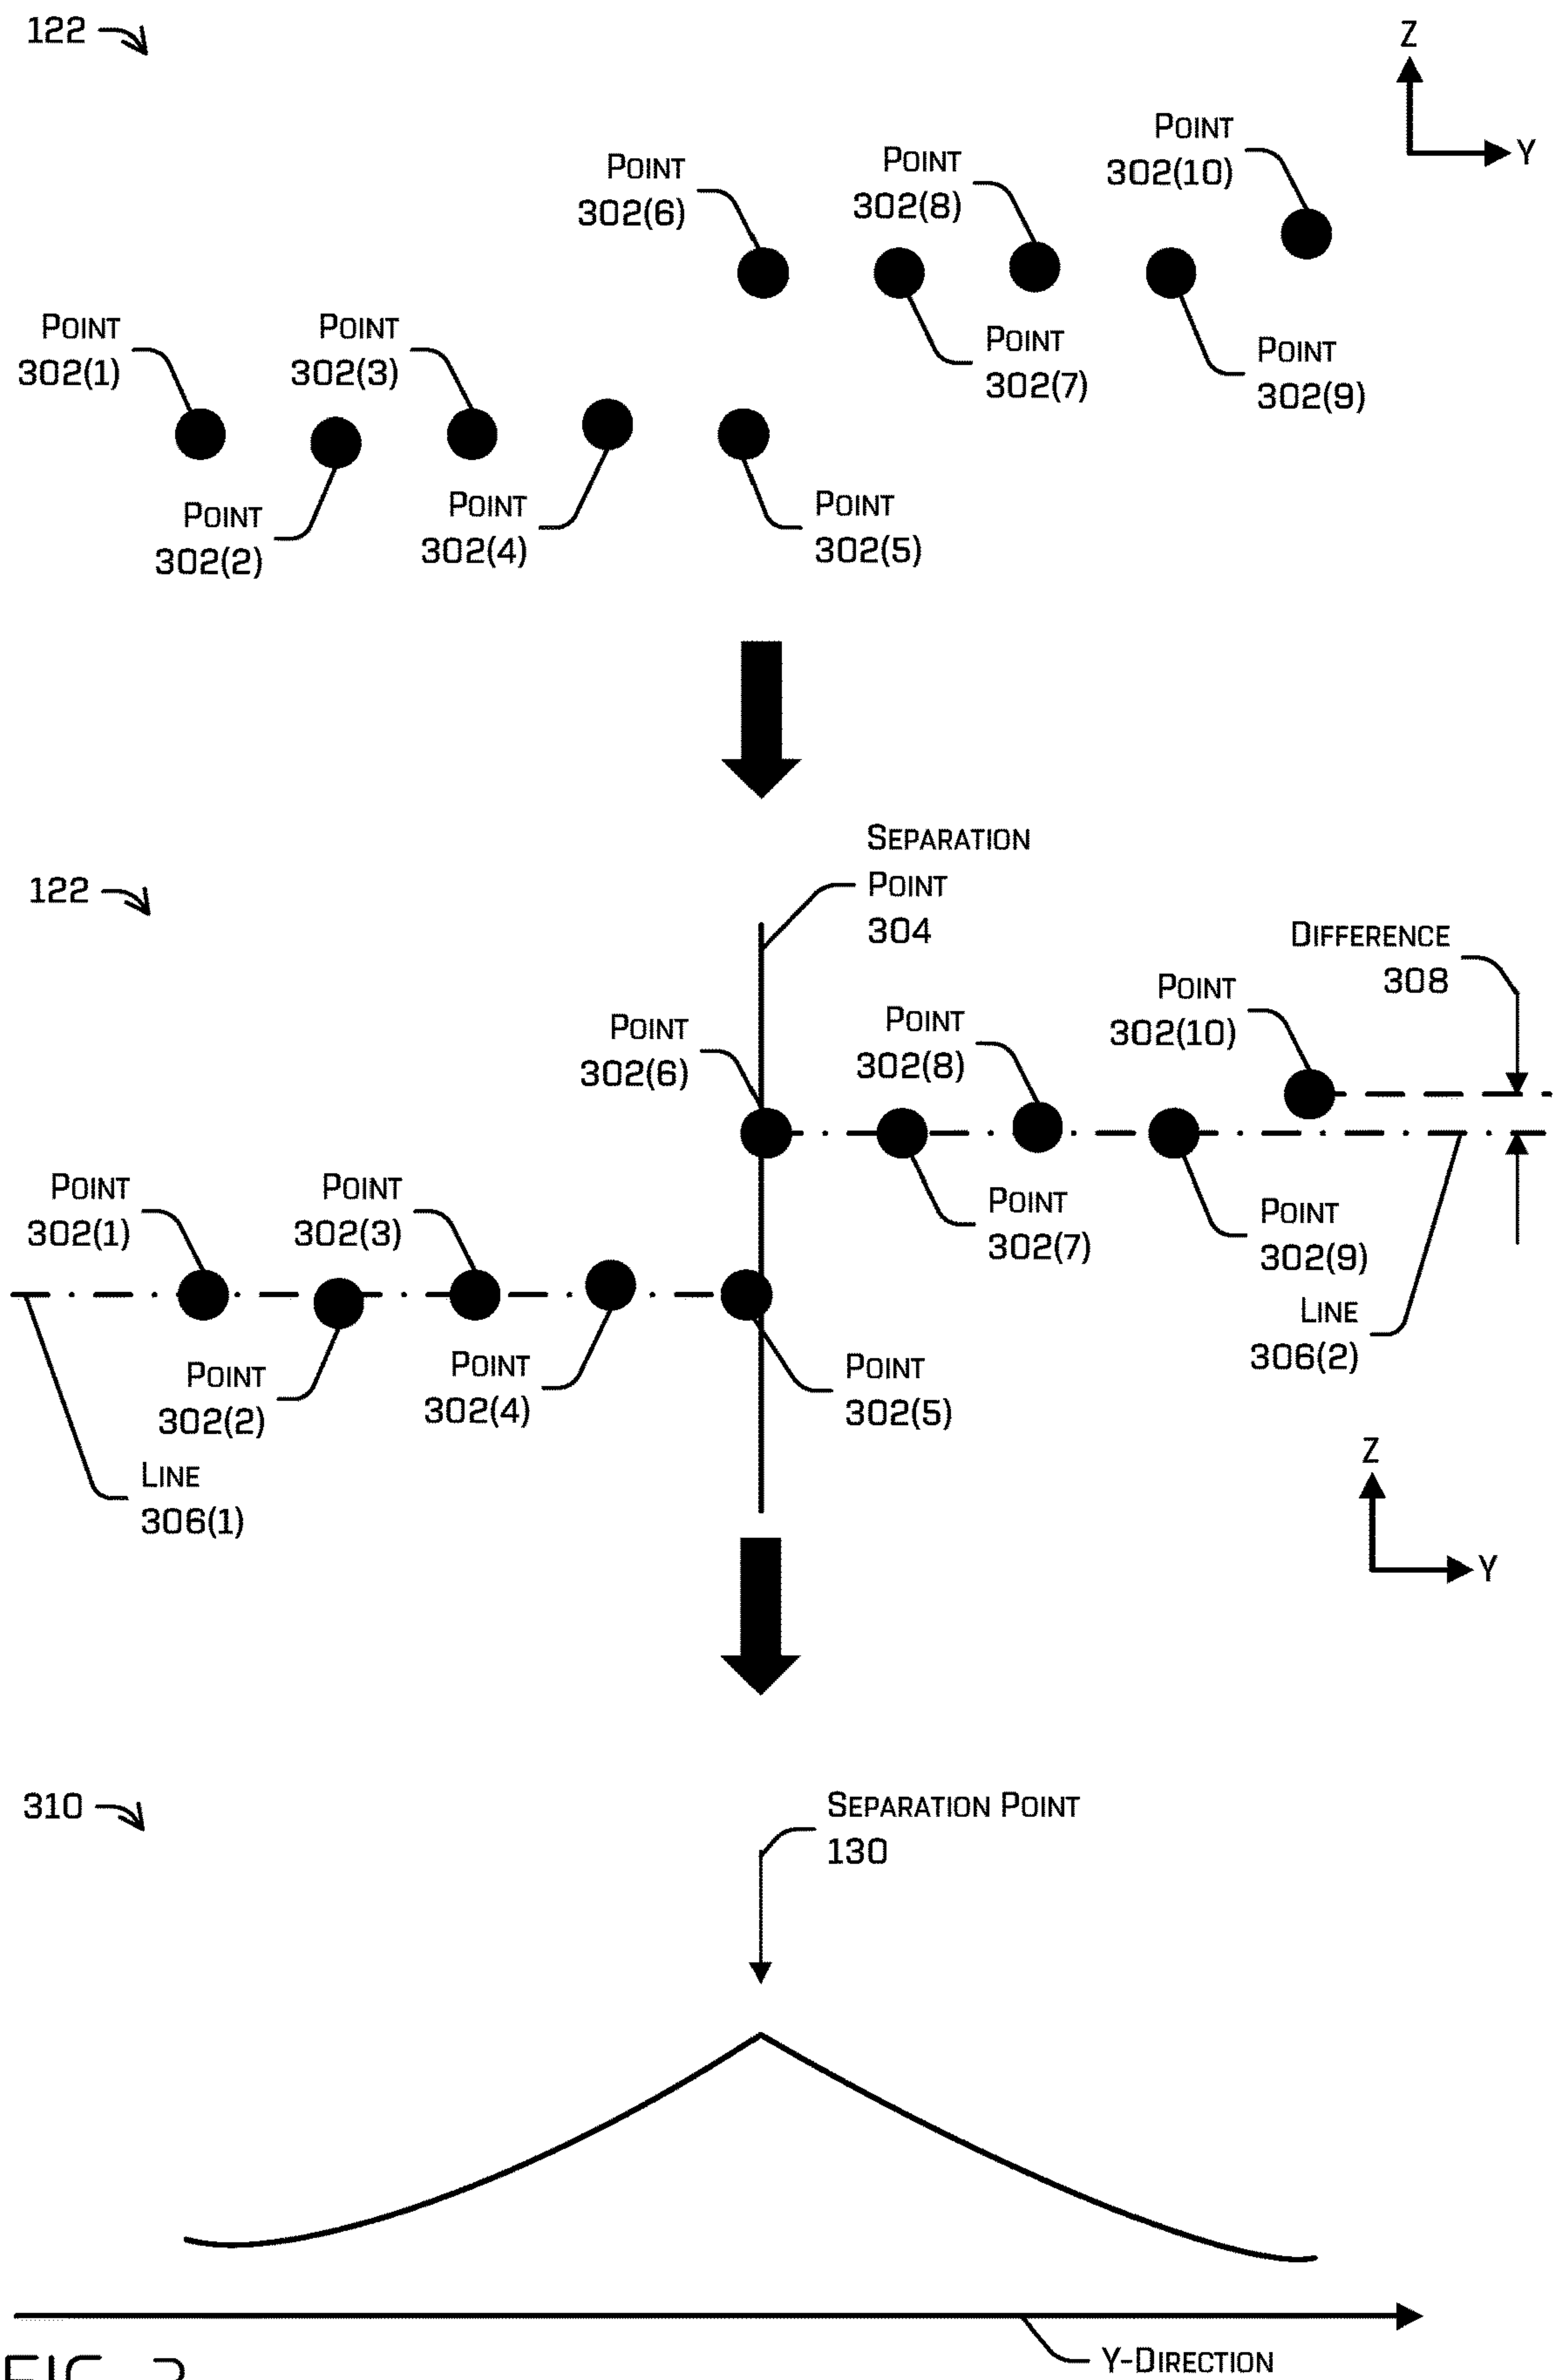 122
Z
Y
POINT
302(10)
POINT
302(8)
POINT
302(6)
POINT
302(1)
POINT
302(3)
POINT
302(7)
POINT
302(9)
POINT
302(2)
POINT
302(4)
POINT
302(5)
SEPARATION
POINT
304
122
DIFFERENCE
308
POINT
302(10)
POINT
302(8)
POINT
302(6)
POINT
302(1)
POINT
302(3)
POINT
302(7)
POINT
302(9)
LINE
306(2)
POINT
302(2)
POINT
302(4)
POINT
302(5)
LINE
306(1)
Z
Y
310
SEPARATION POINT
130
Y-DIRECTION